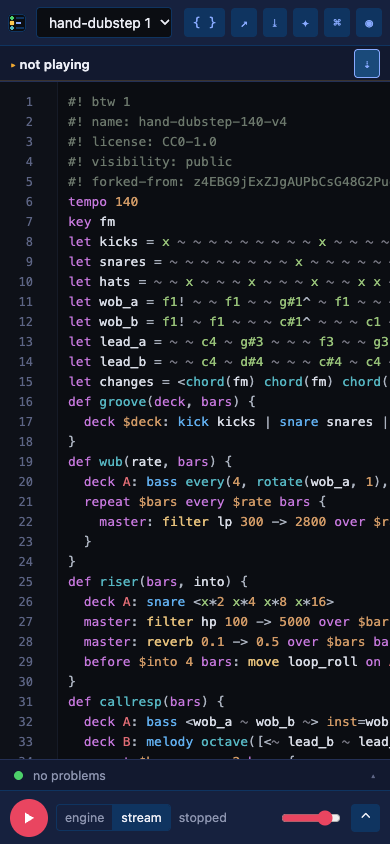 hand-dubstep 1
{ }
not playing
1 #! btw 1
2 #! name: hand-dubstep-140-v4
3 #! license: CC0-1.0
4 #! visibility: public
5 #! forked-from: z4EBG9jExZJgAUPbCsG48G2Pu
6 tempo 140
7 key fm
8 let kicks = x ~ ~ ~ ~ ~ ~ ~ ~ ~ x ~ ~ ~ ~
9 let snares = ~ ~ ~ ~ ~ ~ ~ ~ x ~ ~ ~ ~ ~
10 let hats = ~ ~ x ~ ~ ~ x ~ ~ ~ x ~ ~ x x
11 let wob_a = f1! ~ ~ f1 ~ ~ g#1^ ~ f1 ~ ~
12 let wob_b = f1! ~ f1 ~ ~ ~ c#1^ ~ ~ ~ c1
13 let lead_a = ~ ~ c4 ~ g#3 ~ ~ ~ f3 ~ ~ g3
14 let lead_b = ~ ~ c4 ~ d#4 ~ ~ ~ c#4 ~ c4
15 let changes = <chord(fm) chord(fm) chord(
16 def groove(deck, bars) {
17 deck $deck: kick kicks | snare snares |
18 }
19 def wub(rate, bars) {
20 deck A: bass every(4, rotate(wob_a, 1),
21 repeat $bars every $rate bars {
22 master: filter lp 300 -> 2800 over $r
23 }
24 }
25 def riser(bars, into) {
26 deck A: snare <x*2 x*4 x*8 x*16>
27 master: filter hp 100 -> 5000 over $bar
28 master: reverb 0.1 -> 0.5 over $bars ba
29 before $into 4 bars: move loop_roll on
30 }
31 def callresp(bars) {
32 deck A: bass <wob_a ~ wob_b ~> inst=wob
33 deck B: melody octave([<~ lead_b ~ lead
no problems
engine stream stopped